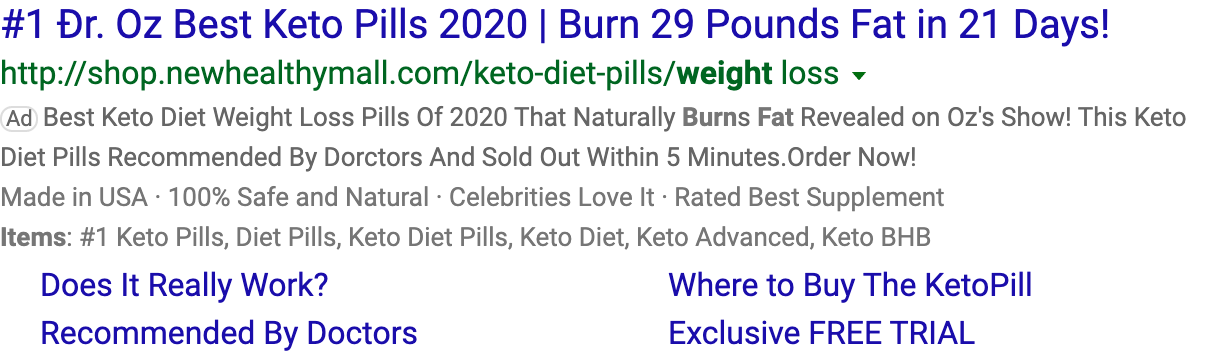 #1 Ðr. Oz Best Keto Pills 2020 | Burn 29 Pounds Fat in 21 Days!
http://shop.newhealthymall.com/keto-diet-pills/weight loss
Ad Best Keto Diet Weight Loss Pills Of 2020 That Naturally Burns Fat Revealed on Oz's Show! This Keto
Diet Pills Recommended By Dorctors And Sold Out Within 5 Minutes.Order Now!
Made in USA · 100% Safe and Natural · Celebrities Love It · Rated Best Supplement
Items: #1 Keto Pills, Diet Pills, Keto Diet Pills, Keto Diet, Keto Advanced, Keto BHB
Does It Really Work? Where to Buy The KetoPill
Recommended By Doctors Exclusive FREE TRIAL